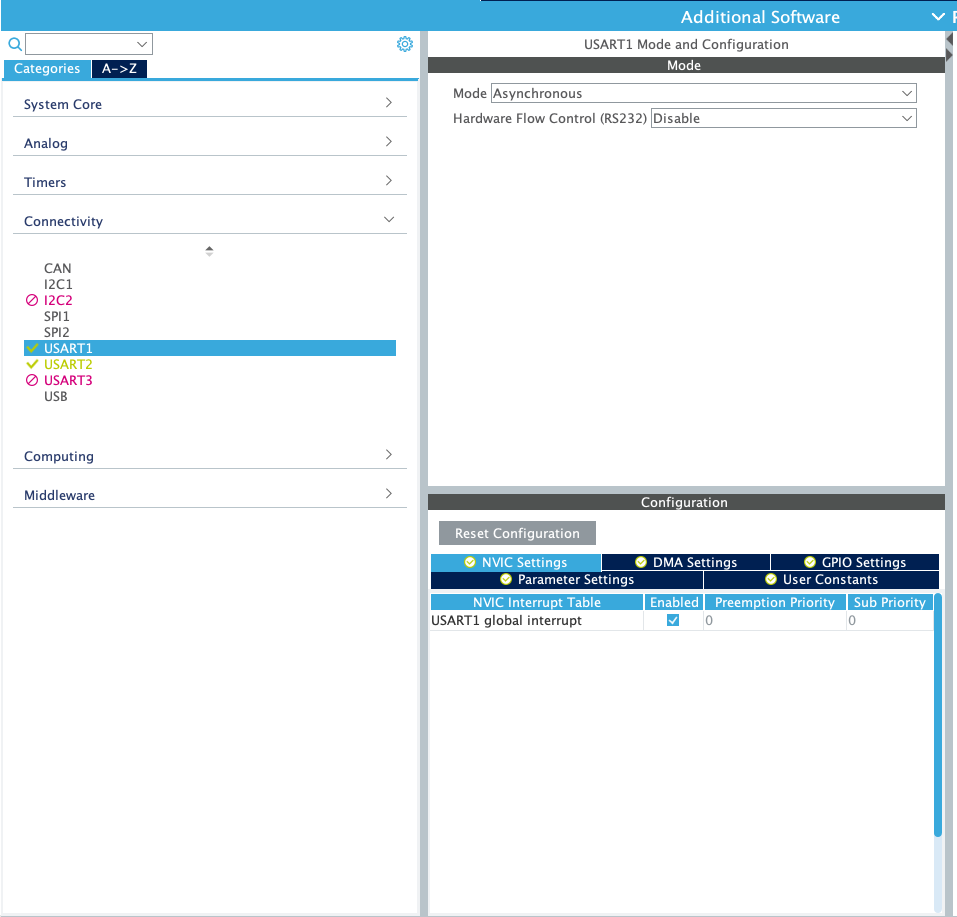 Additional Software
Categories
A->Z
System Core
Analog
Timers
Connectivity
CAN
I2C1
I2C2
SPI1
SPI2
USART1
USART2
USART3
USB
Computing
Middleware
USART1 Mode and Configuration
Mode
Mode Asynchronous
Hardware Flow Control (RS232) Disable
Configuration
Reset Configuration
NVIC Settings DMA Settings GPIO Settings
Parameter Settings User Constants
NVIC Interrupt Table Enabled Preemption Priority Sub Priority
USART1 global interrupt 0 0